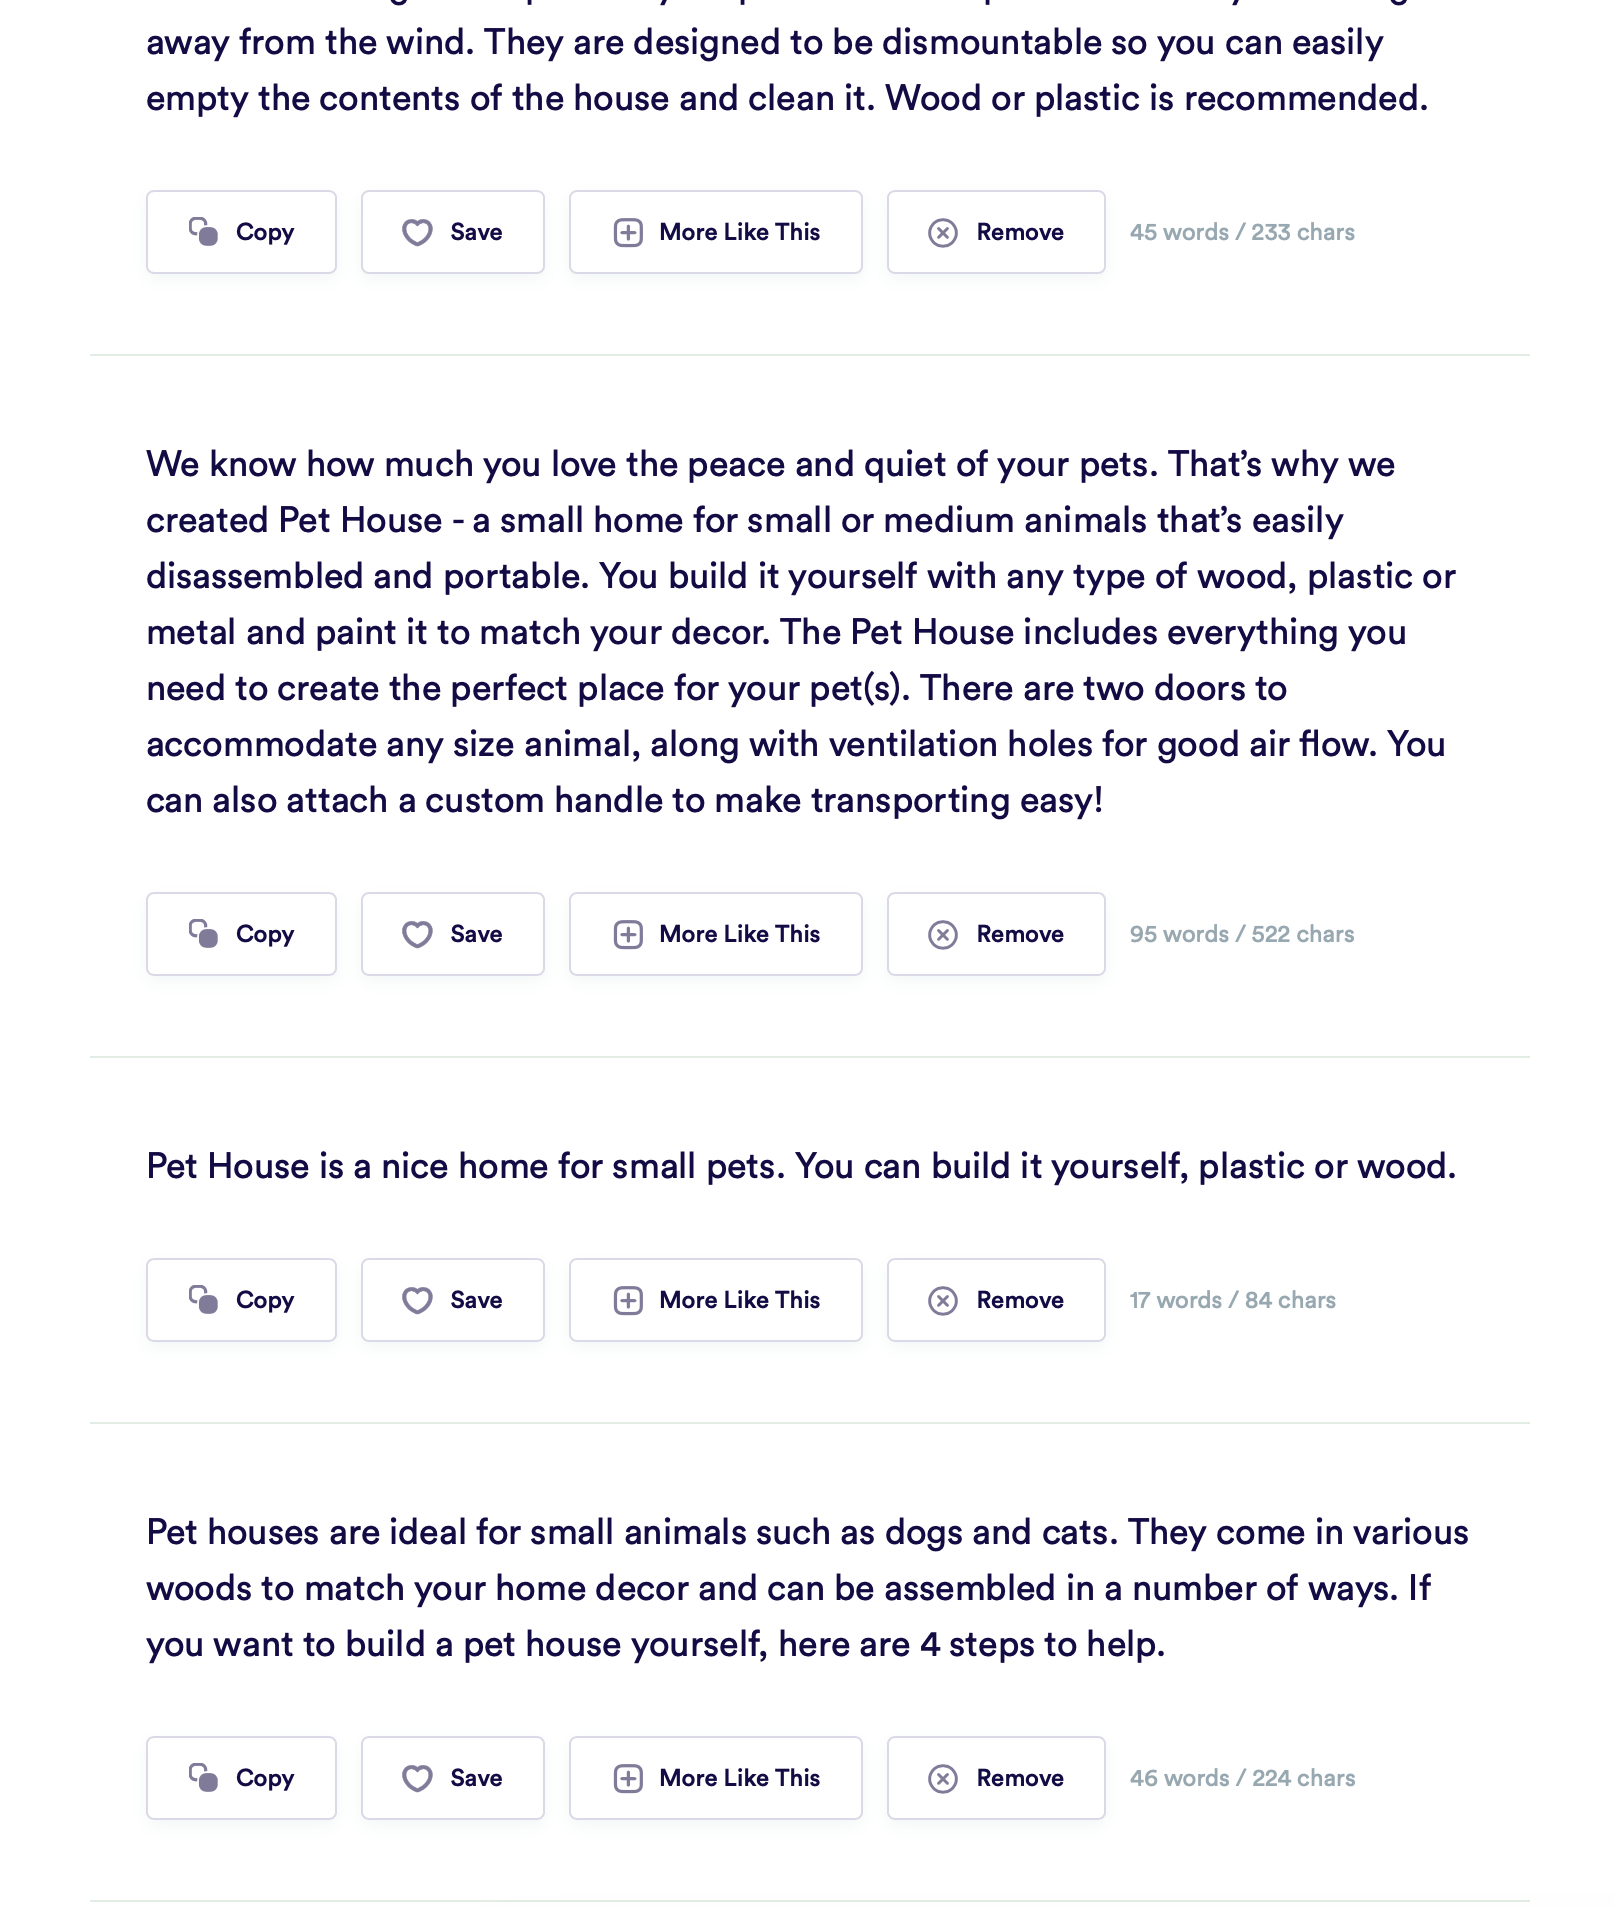 away from the wind. They are designed to be dismountable so you can easily
empty the contents of the house and clean it. Wood or plastic is recommended.
Copy Save More Like This Remove 45 words / 233 chars
We know how much you love the peace and quiet of your pets. That’s why we
created Pet House - a small home for small or medium animals that’s easily
disassembled and portable. You build it yourself with any type of wood, plastic or
metal and paint it to match your decor. The Pet House includes everything you
need to create the perfect place for your pet(s). There are two doors to
accommodate any size animal, along with ventilation holes for good air flow. You
can also attach a custom handle to make transporting easy!
Copy Save More Like This Remove 95 words / 522 chars
Pet House is a nice home for small pets. You can build it yourself, plastic or wood.
Copy Save More Like This Remove 17 words / 84 chars
Pet houses are ideal for small animals such as dogs and cats. They come in various
woods to match your home decor and can be assembled in a number of ways. If
you want to build a pet house yourself, here are 4 steps to help.
Copy Save More Like This Remove 46 words / 224 chars